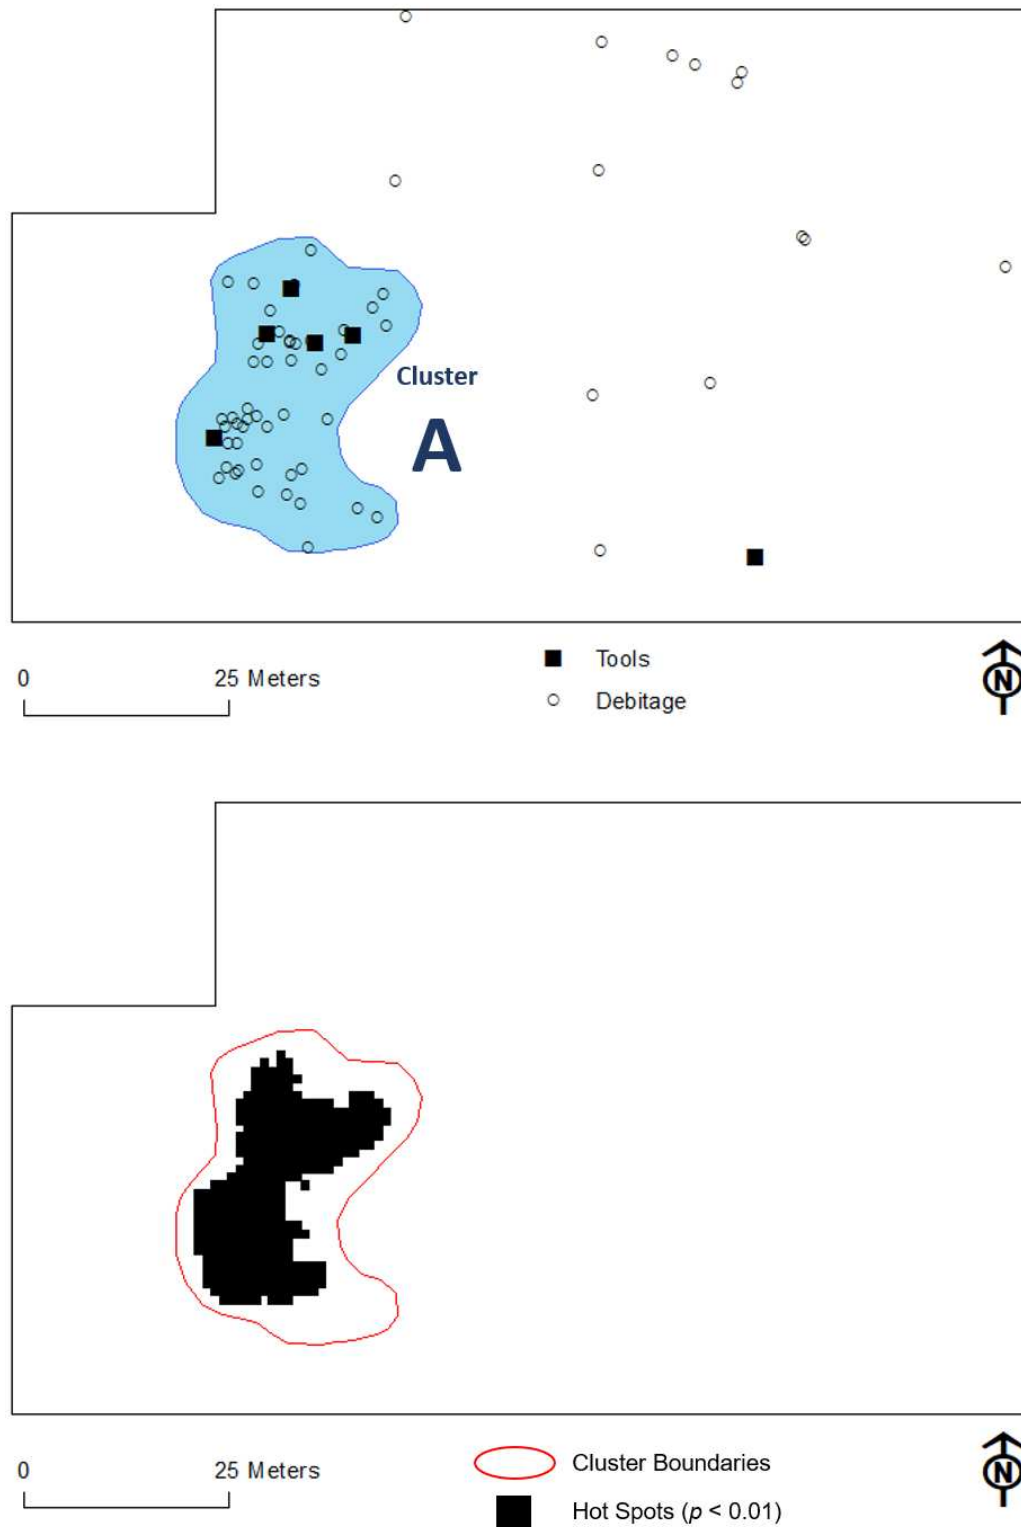 Cluster
A
0 25 Meters
Tools
Debitage
N
0 25 Meters
Cluster Boundaries
Hot Spots (p < 0.01)
N